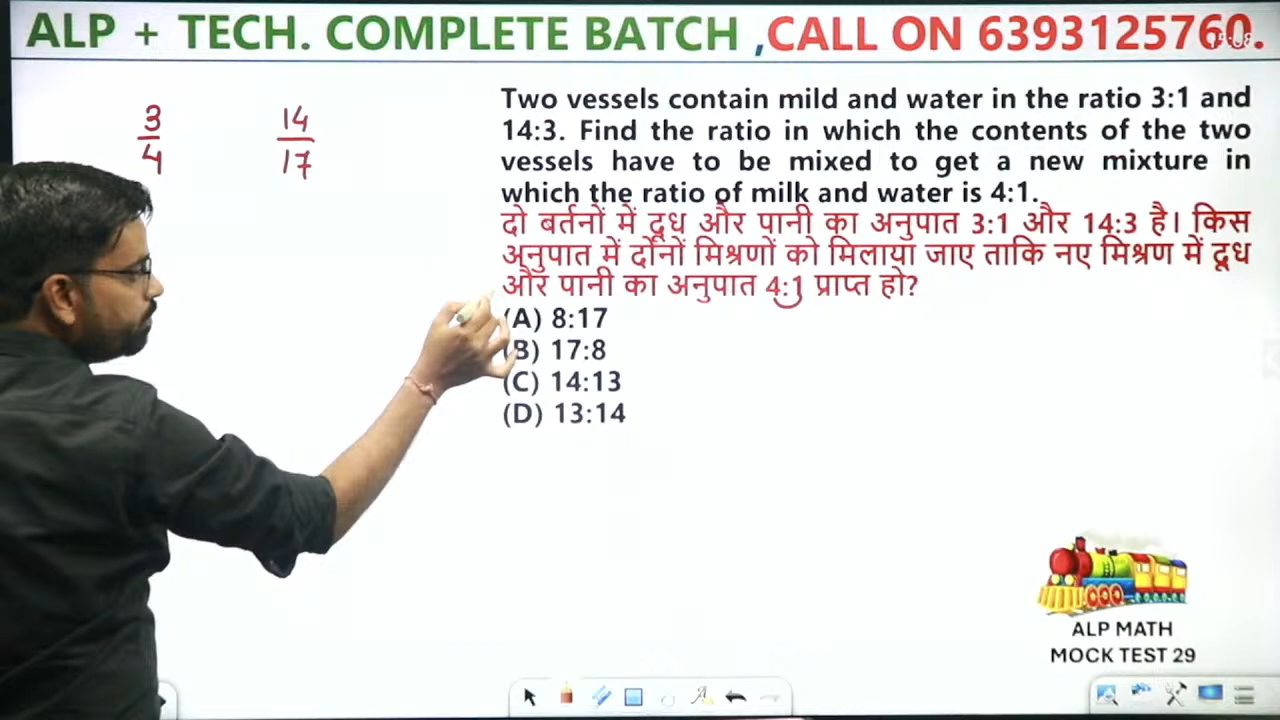 ALP + TECH. COMPLETE BATCH ,CALL ON 6393125760.
3/4
14/17
Two vessels contain mild and water in the ratio 3:1 and
14:3. Find the ratio in which the contents of the two
vessels have to be mixed to get a new mixture in
which the ratio of milk and water is 4:1.
दो बर्तनों में दूध और पानी का अनुपात 3:1 और 14:3 है। किस
अनुपात में दोनों मिश्रणों को मिलाया जाए ताकि नए मिश्रण में दूध
और पानी का अनुपात 4:1 प्राप्त हो?
(A) 8:17
(B) 17:8
(C) 14:13
(D) 13:14
ALP MATH
MOCK TEST 29